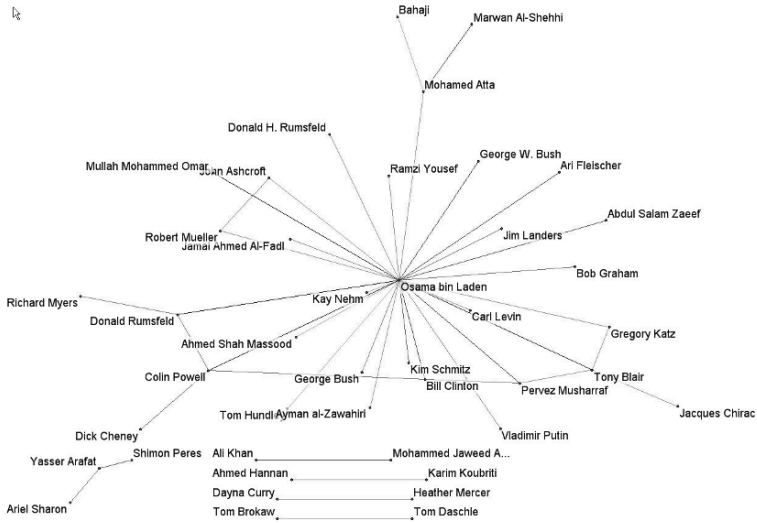 Bahaji
Marwan Al-Shehhi
Mohamed Atta
Donald H. Rumsfeld
George W. Bush
Mullah Mohammed Omar
John Ashcroft
Ramzi Yousef
Ari Fleischer
Abdul Salam Zaeef
Robert Mueller
Jim Landers
Jamal Ahmed Al-Fadl
Bob Graham
Osama bin Laden
Richard Myers
Kay Nehm
Donald Rumsfeld
Carl Levin
Gregory Katz
Ahmed Shah Massood
Colin Powell
George Bush
Kim Schmitz
Tony Blair
Bill Clinton
Pervez Musharraf
Tom Hundle
Ayman al-Zawahiri
Jacques Chirac
Dick Cheney
Vladimir Putin
Yasser Arafat
Shimon Peres
Ali Khan
Mohammed Jaweed A...
Ahmed Hannan
Karim Koubriti
Dayna Curry
Heather Mercer
Ariel Sharon
Tom Brokaw
Tom Daschle